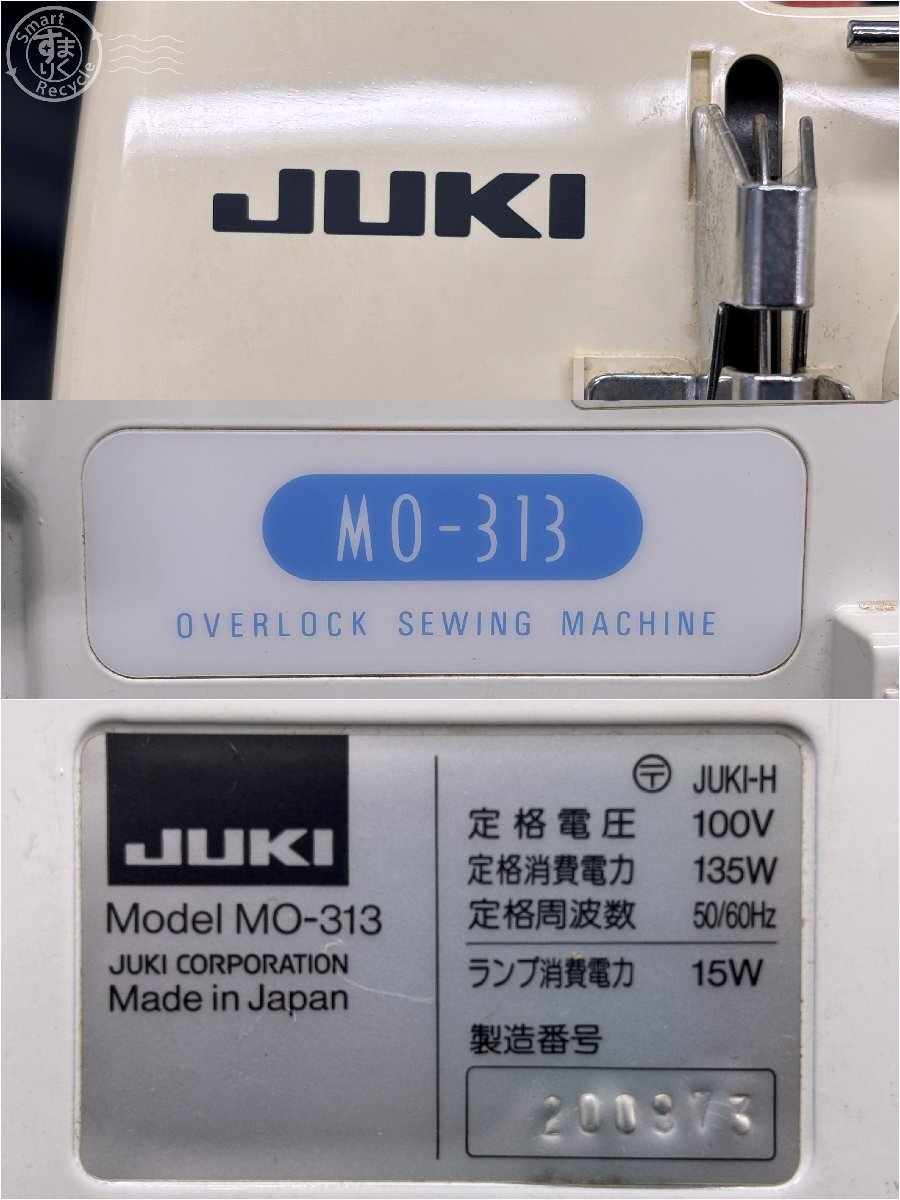 Smart
すまりく
Recycle
JUKI
MO-313
OVERLOCK SEWING MACHINE
JUKI
Model MO-313
JUKI CORPORATION
Made in Japan
〒 JUKI-H
定格電圧 100V
定格消費電力 135W
定格周波数 50/60Hz
ランプ消費電力 15W
製造番号
200973